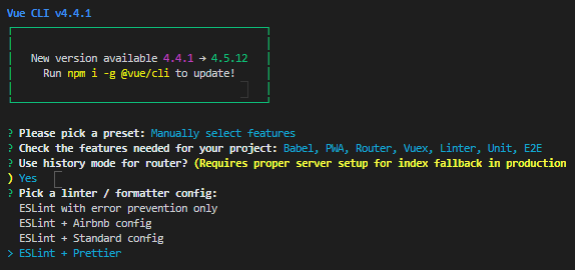 Vue CLI v4.4.1
New version available 4.4.1 → 4.5.12
Run npm i -g @vue/cli to update!
? Please pick a preset: Manually select features
? Check the features needed for your project: Babel, PWA, Router, Vuex, Linter, Unit, E2E
? Use history mode for router? (Requires proper server setup for index fallback in production
) Yes
? Pick a linter / formatter config:
ESLint with error prevention only
ESLint + Airbnb config
ESLint + Standard config
> ESLint + Prettier